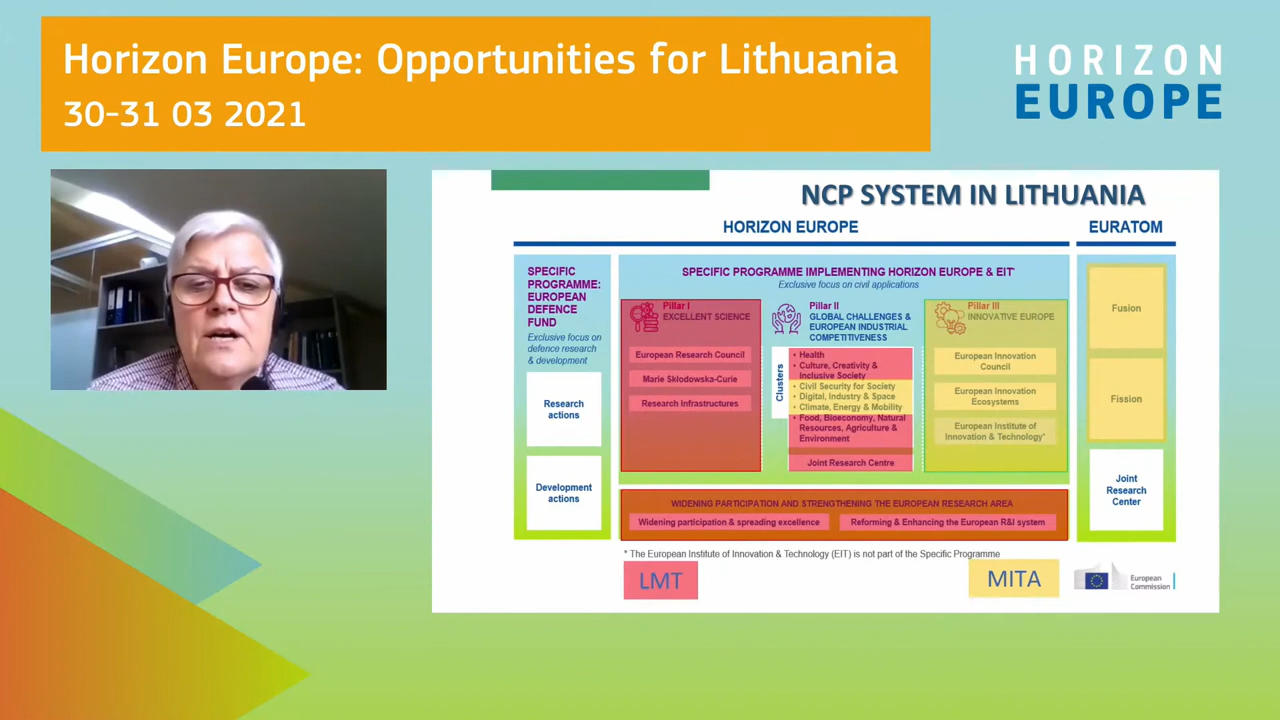 Horizon Europe: Opportunities for Lithuania
30-31 03 2021
HORIZON
EUROPE
NCP SYSTEM IN LITHUANIA
HORIZON EUROPE
EURATOM
SPECIFIC
PROGRAMME:
EUROPEAN
DEFENCE
FUND
Exclusive focus on
defence research
& development
Research
actions
Development
actions
SPECIFIC PROGRAMME IMPLEMENTING HORIZON EUROPE & EIT*
Exclusive focus on civil applications
Pillar I
EXCELLENT SCIENCE
European Research Council
Marie Skłodowska-Curie
Research Infrastructures
Pillar II
GLOBAL CHALLENGES &
EUROPEAN INDUSTRIAL
COMPETITIVENESS
Clusters
• Health
• Culture, Creativity &
Inclusive Society
• Civil Security for Society
• Digital, Industry & Space
• Climate, Energy & Mobility
• Food, Bioeconomy, Natural
Resources, Agriculture &
Environment
Joint Research Centre
Pillar III
INNOVATIVE EUROPE
European Innovation
Council
European Innovation
Ecosystems
European Institute of
Innovation & Technology*
WIDENING PARTICIPATION AND STRENGTHENING THE EUROPEAN RESEARCH AREA
Widening participation & spreading excellence
Reforming & Enhancing the European R&I system
Fusion
Fission
Joint
Research
Center
* The European Institute of Innovation & Technology (EIT) is not part of the Specific Programme
LMT
MITA
European
Commission